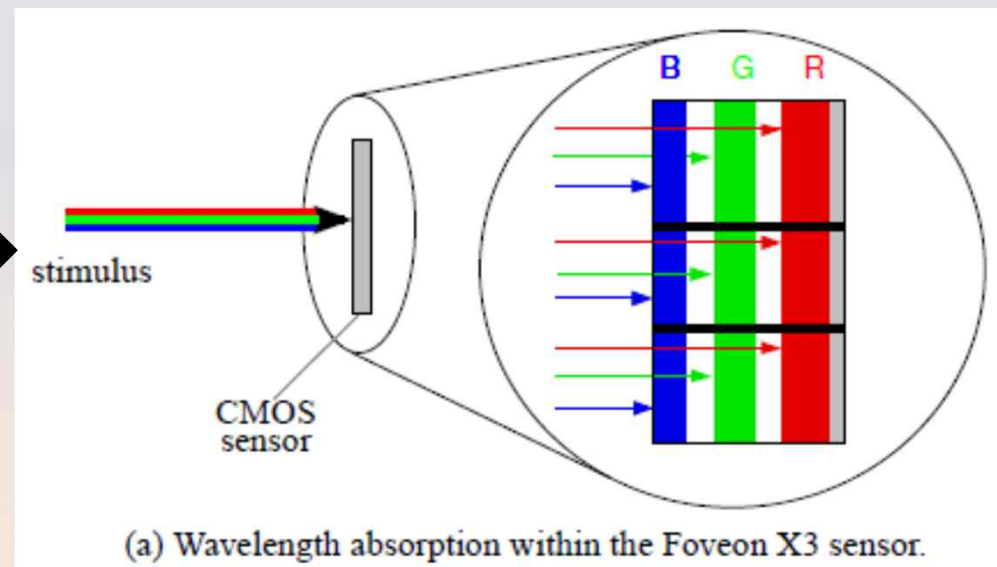 B G R
stimulus
CMOS
sensor
(a) Wavelength absorption within the Foveon X3 sensor.